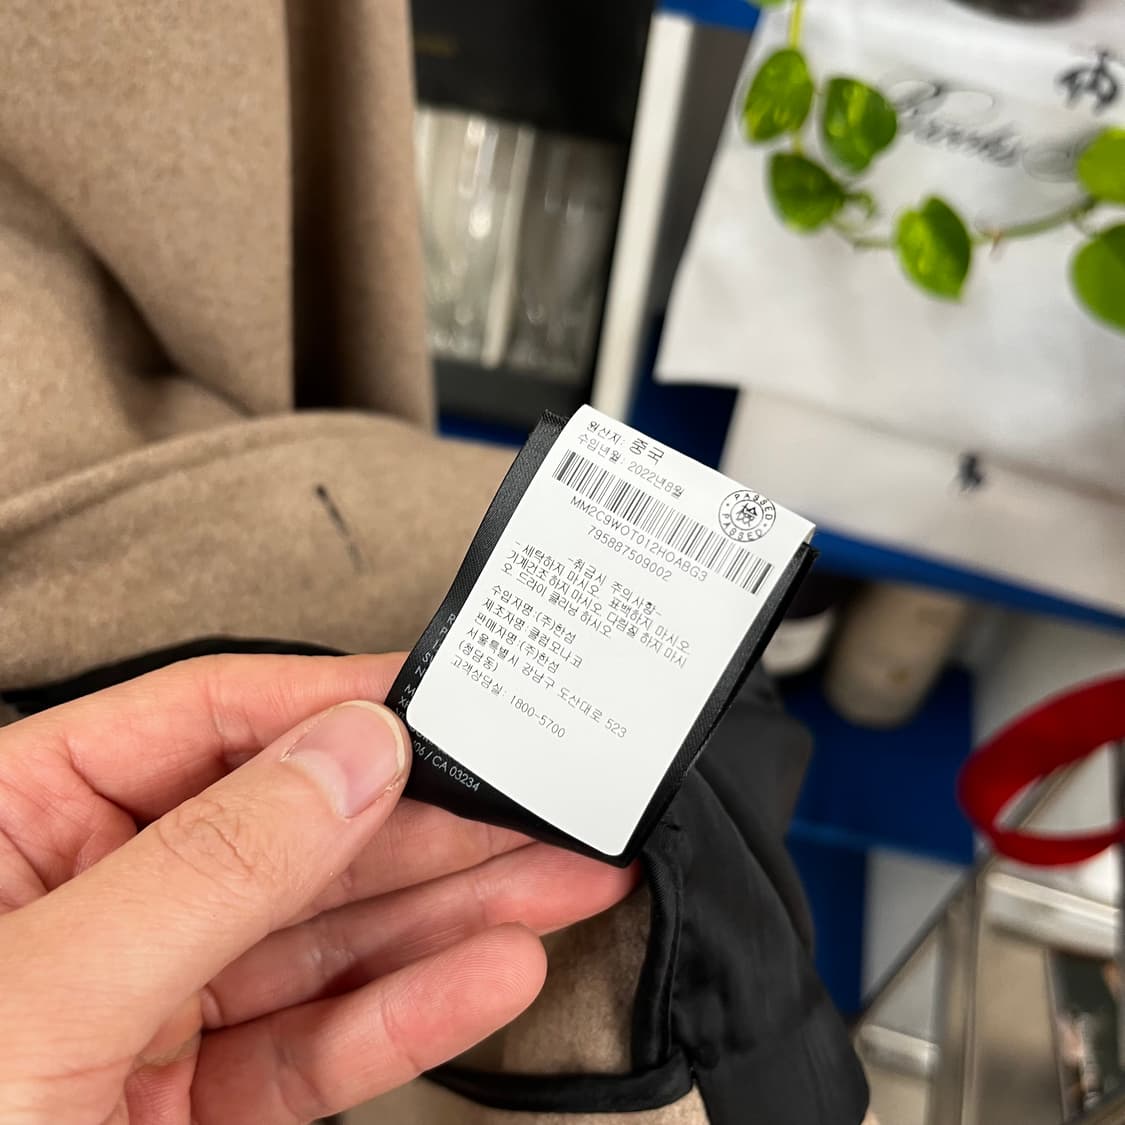 원산지: 중국
수입년월: 2022년8월
PASSED
PASSED
MM2C9WOT012HOABG3
795887509002
-취급시 주의사항-
- 세탁하지 마시오. 표백하지 마시오.
기계건조 하지 마시오. 다림질 하지 마시
오. 드라이 클리닝 하시오.
수입자명:(주)한섬
제조자명:클럽모나코
판매자명:(주)한섬
서울특별시 강남구 도산대로 523
(청담동)
고객상담실: 1800-5700
06 / CA 03234
Brooks